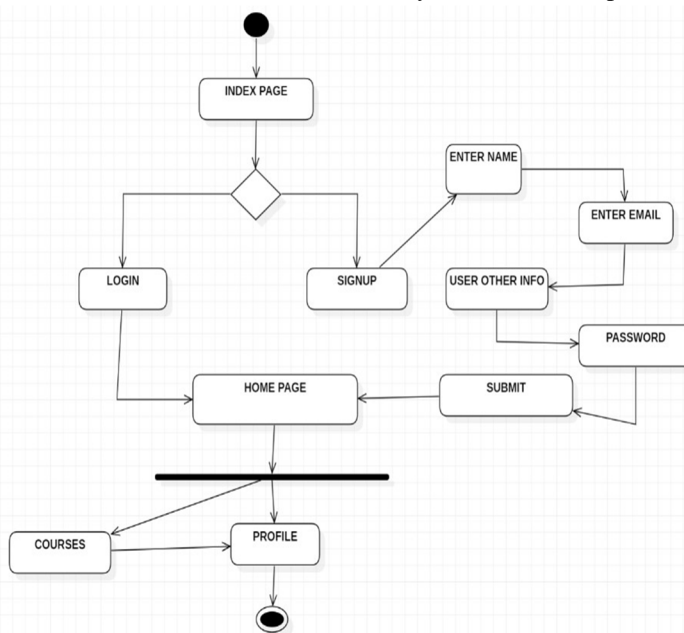 INDEX PAGE
ENTER NAME
ENTER EMAIL
LOGIN
SIGNUP
USER OTHER INFO
PASSWORD
HOME PAGE
SUBMIT
COURSES
PROFILE